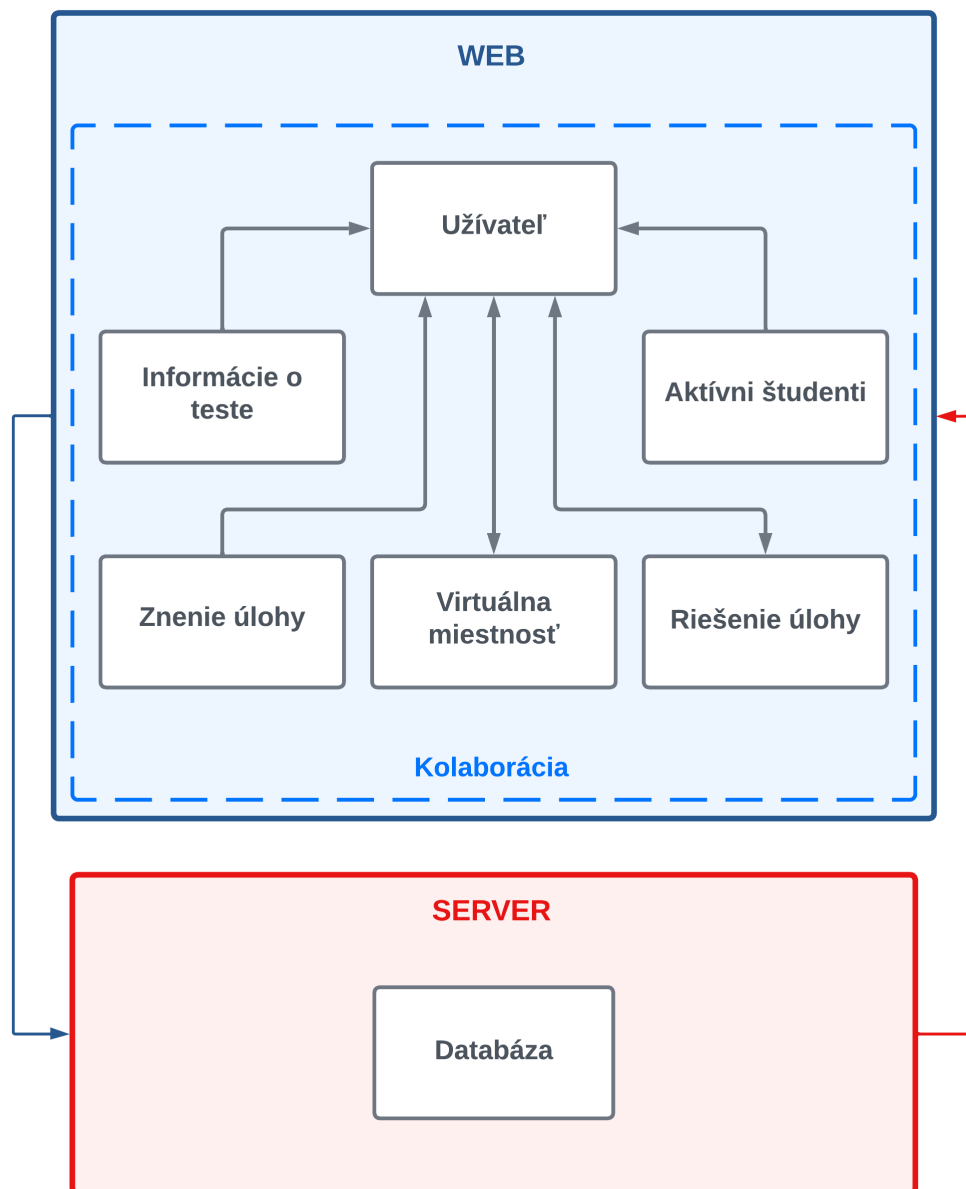 WEB
Užívateľ
Informácie o
teste
Aktívni študenti
Znenie úlohy
Virtuálna
miestnosť
Riešenie úlohy
Kolaborácia
SERVER
Databáza